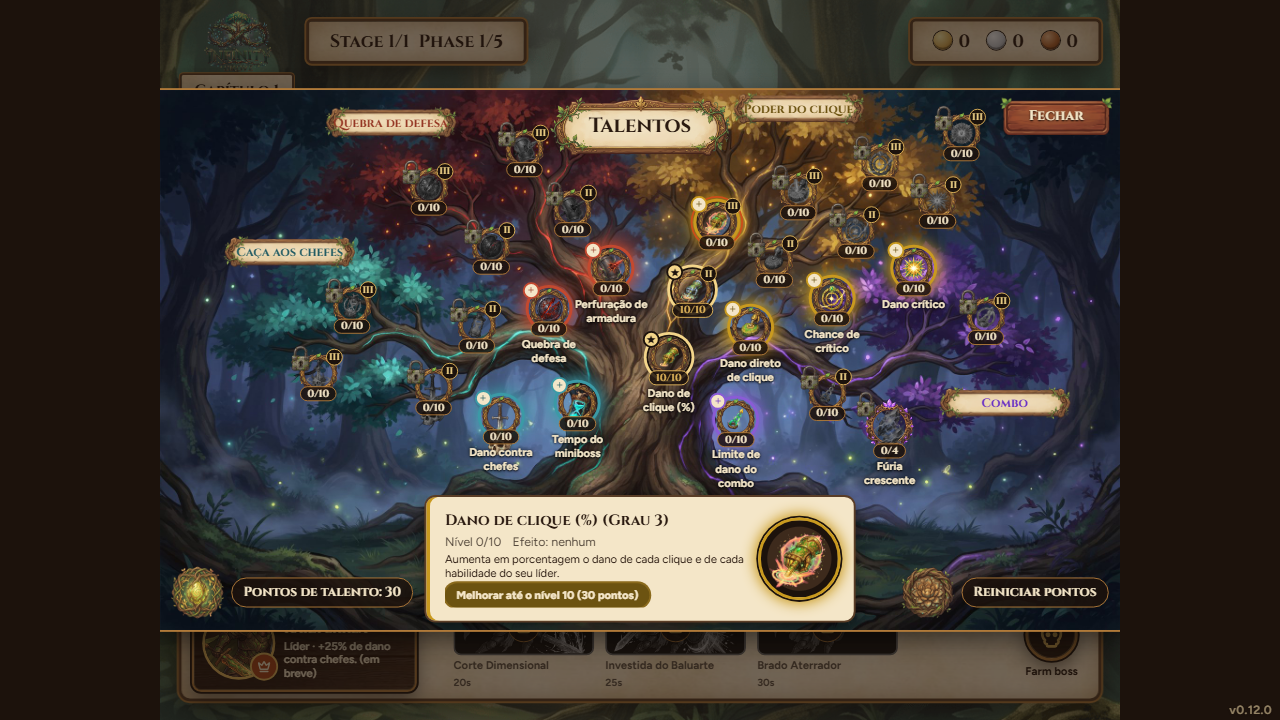 Stage 1/1 Phase 1/5
0 0 0
Capítulo 1
Quebra de defesa
Talentos
Poder do clique
Fechar
III
0/10
III
0/10
III
0/10
III
0/10
III
0/10
II
0/10
II
0/10
II
0/10
III
0/10
II
0/10
II
0/10
Caça aos chefes
0/10
Perfuração de
armadura
II
10/10
0/10
Dano crítico
0/10
Chance de
crítico
III
0/10
II
0/10
0/10
Quebra de
defesa
0/10
Dano direto
de clique
III
0/10
III
0/10
II
0/10
10/10
Dano de
clique (%)
II
0/10
Combo
0/10
Dano contra
chefes
0/10
Tempo do
miniboss
0/10
Limite de
dano do
combo
0/4
Fúria
crescente
Dano de clique (%) (Grau 3)
Nível 0/10 Efeito: nenhum
Aumenta em porcentagem o dano de cada clique e de cada
habilidade do seu líder.
Melhorar até o nível 10 (30 pontos)
Pontos de talento: 30
Reiniciar pontos
Líder · +25% de dano
contra chefes. (em
breve)
Corte Dimensional
20s
Investida do Baluarte
25s
Brado Aterrador
30s
Farm boss
v0.12.0